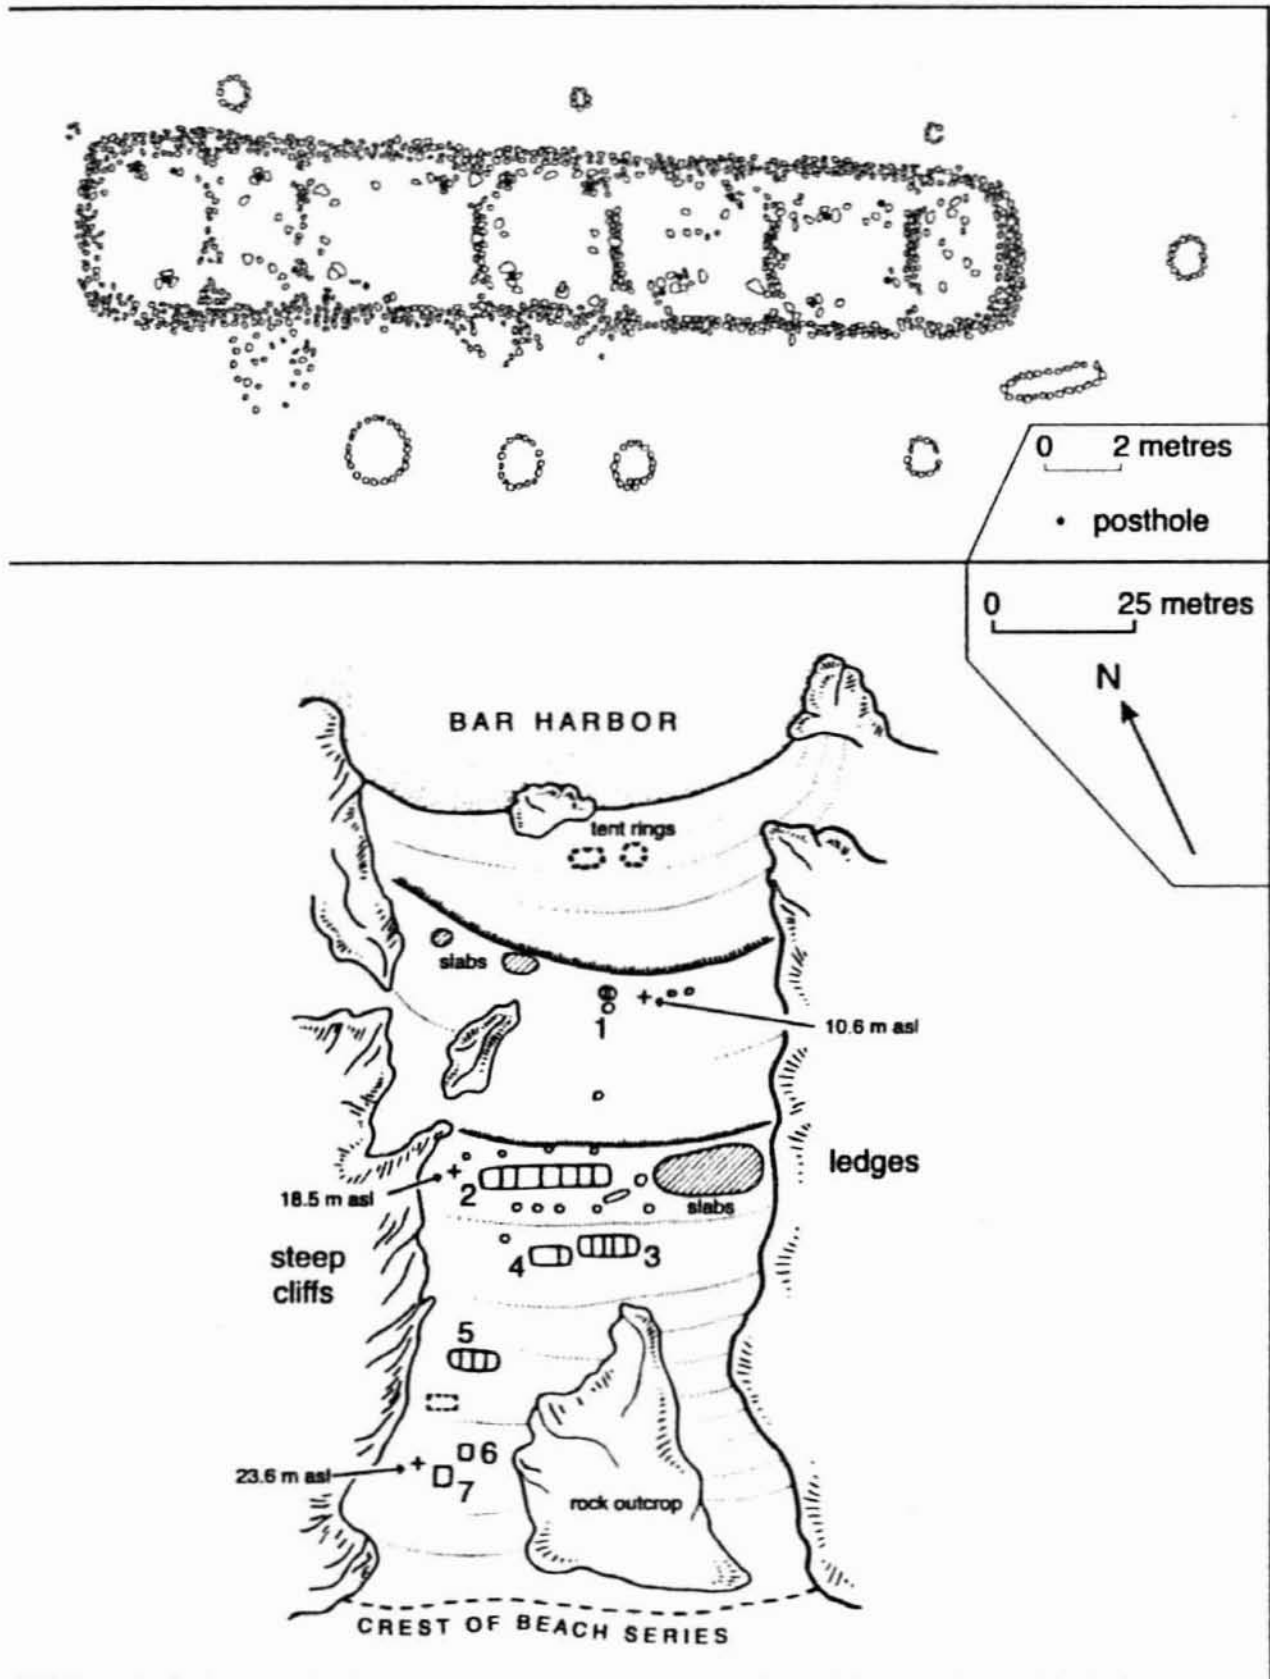 0 2 metres
posthole
0 25 metres
N
BAR HARBOR
tent rings
slabs
1
10.6 m asl
ledges
18.5 m asl
2
slabs
steep
cliffs
4
3
5
6
23.6 m asl
7
rock outcrop
CREST OF BEACH SERIES